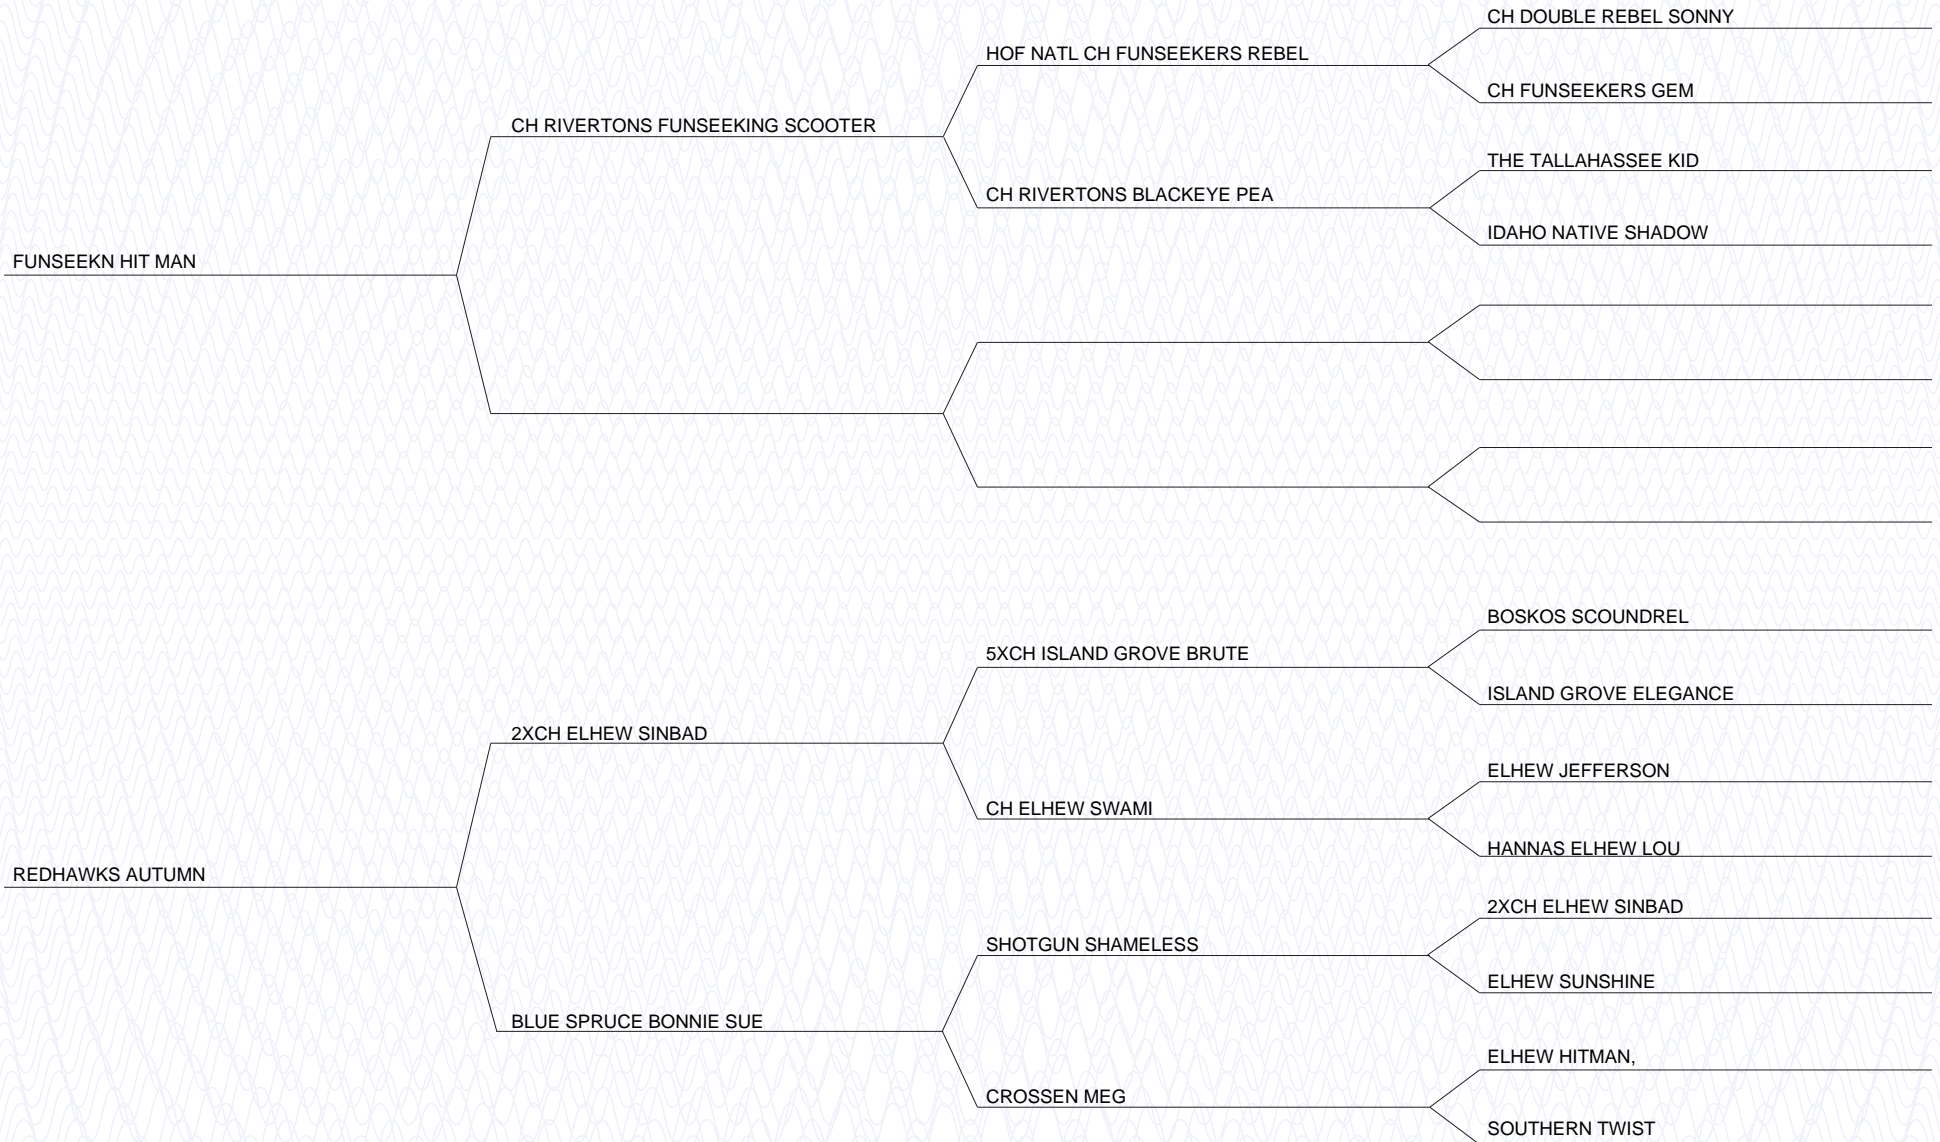 CH DOUBLE REBEL SONNY
HOF NATL CH FUNSEEKERS REBEL
CH FUNSEEKERS GEM
CH RIVERTONS FUNSEEKING SCOOTER
THE TALLAHASSEE KID
CH RIVERTONS BLACKEYE PEA
IDAHO NATIVE SHADOW
FUNSEEKN HIT MAN
BOSKOS SCOUNDREL
5XCH ISLAND GROVE BRUTE
ISLAND GROVE ELEGANCE
2XCH ELHEW SINBAD
ELHEW JEFFERSON
CH ELHEW SWAMI
HANNAS ELHEW LOU
REDHAWKS AUTUMN
2XCH ELHEW SINBAD
SHOTGUN SHAMELESS
ELHEW SUNSHINE
BLUE SPRUCE BONNIE SUE
ELHEW HITMAN,
CROSSEN MEG
SOUTHERN TWIST